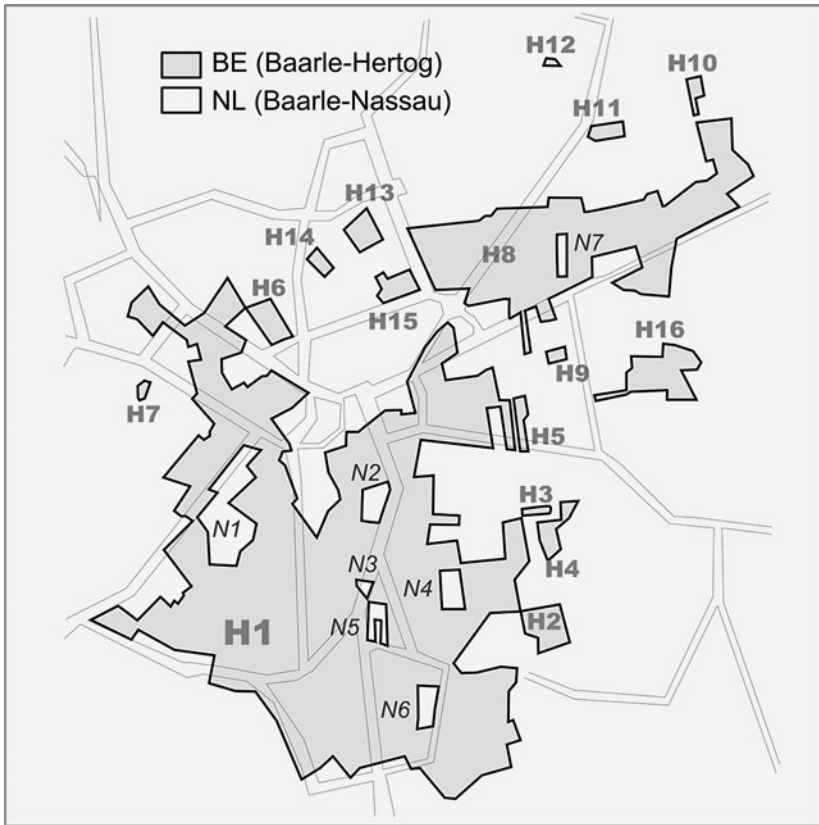 BE (Baarle-Hertog)
NL (Baarle-Nassau)
H12
H10
H11
H13
H14
H8
N7
H6
H15
H16
H9
H7
H5
N2
H3
N1
N3
N4
H4
H1
N5
H2
N6